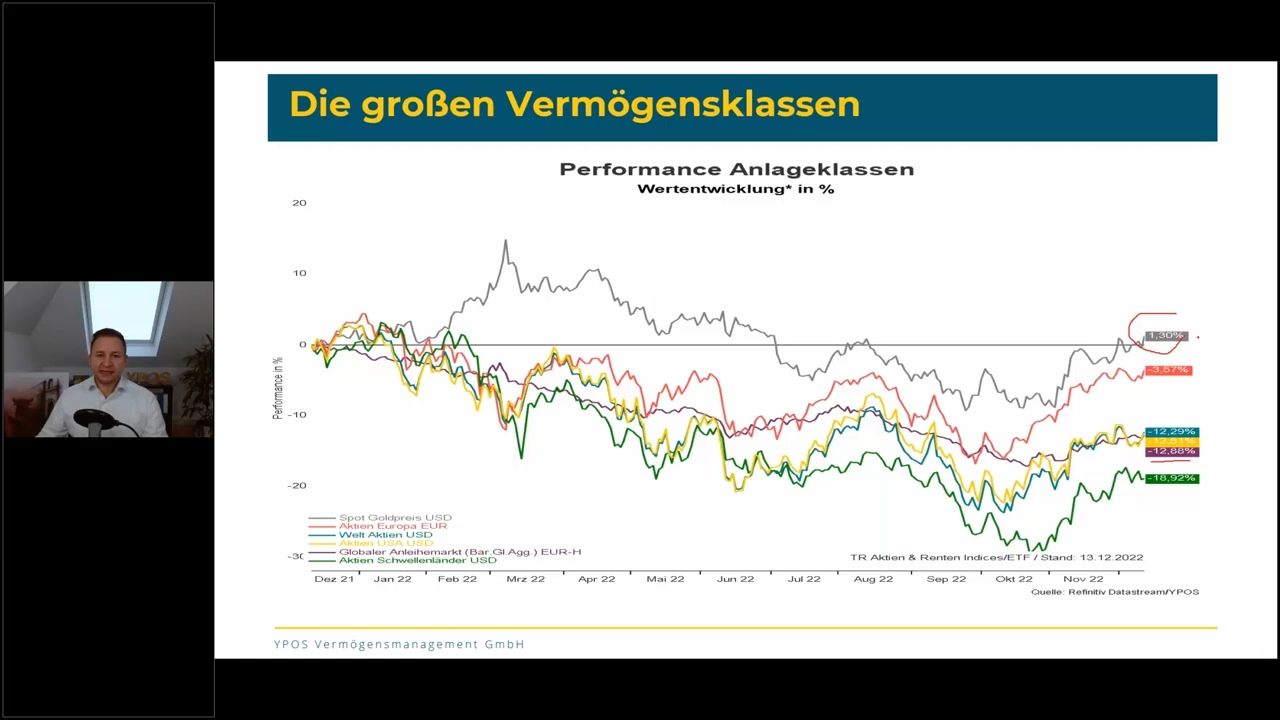 Die großen Vermögensklassen
Performance Anlageklassen
Wertentwicklung* in %
20
10
0
-10
-20
-30
Performance in %
1,30%
-3,57%
-12,29%
-12,51%
-12,88%
-18,92%
Spot Goldpreis USD
Aktien Europa EUR
Welt Aktien USD
Aktien USA USD
Globaler Anleihemarkt (Bar.Gl.Agg.) EUR-H
Aktien Schwellenländer USD
TR Aktien & Renten Indices/ETF / Stand: 13.12.2022
Dez 21 Jan 22 Feb 22 Mrz 22 Apr 22 Mai 22 Jun 22 Jul 22 Aug 22 Sep 22 Okt 22 Nov 22
Quelle: Refinitiv Datastream/YPOS
YPOS Vermögensmanagement GmbH
YPOS